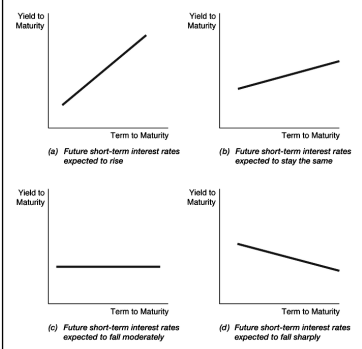 Yield to
Maturity
Term to Maturity
(a) Future short-term interest rates
expected to rise
Yield to
Maturity
Term to Maturity
(b) Future short-term interest rates
expected to stay the same
Yield to
Maturity
Term to Maturity
(c) Future short-term interest rates
expected to fall moderately
Yield to
Maturity
Term to Maturity
(d) Future short-term interest rates
expected to fall sharply